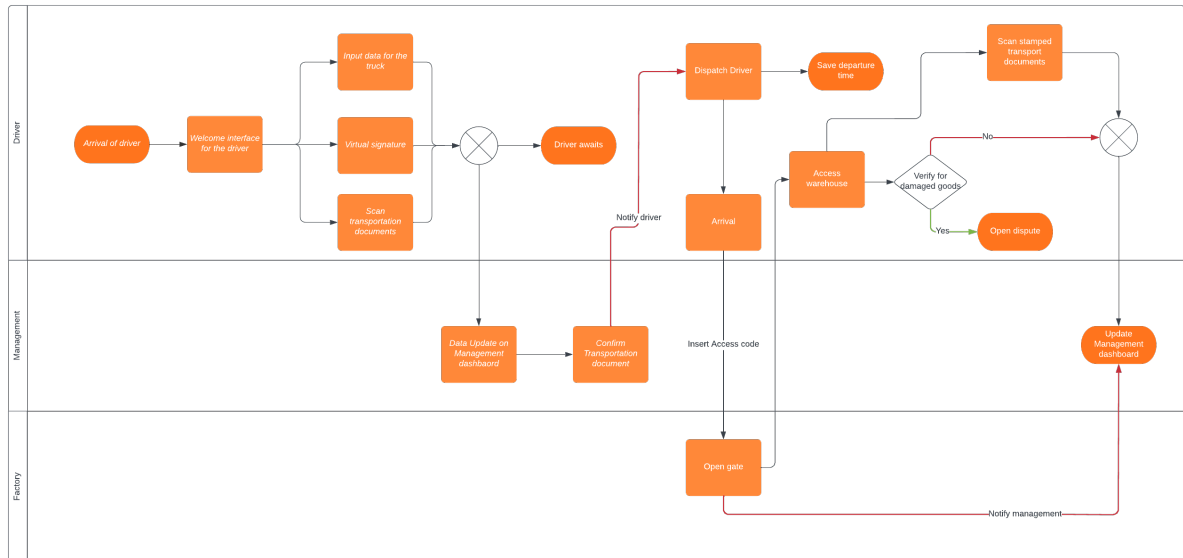 Driver
Arrival of driver
Welcome interface
for the driver
Input data for the
truck
Virtual signature
Scan
transportation
documents
Driver awaits
Notify driver
Dispatch Driver
Save departure
time
Arrival
Access
warehouse
Scan stamped
transport
documents
No
Verify for
damaged goods
Yes
Open dispute
Management
Data Update on
Management
dashbaord
Confirm
Transportation
document
Insert Access code
Update
Management
dashboard
Factory
Open gate
Notify management